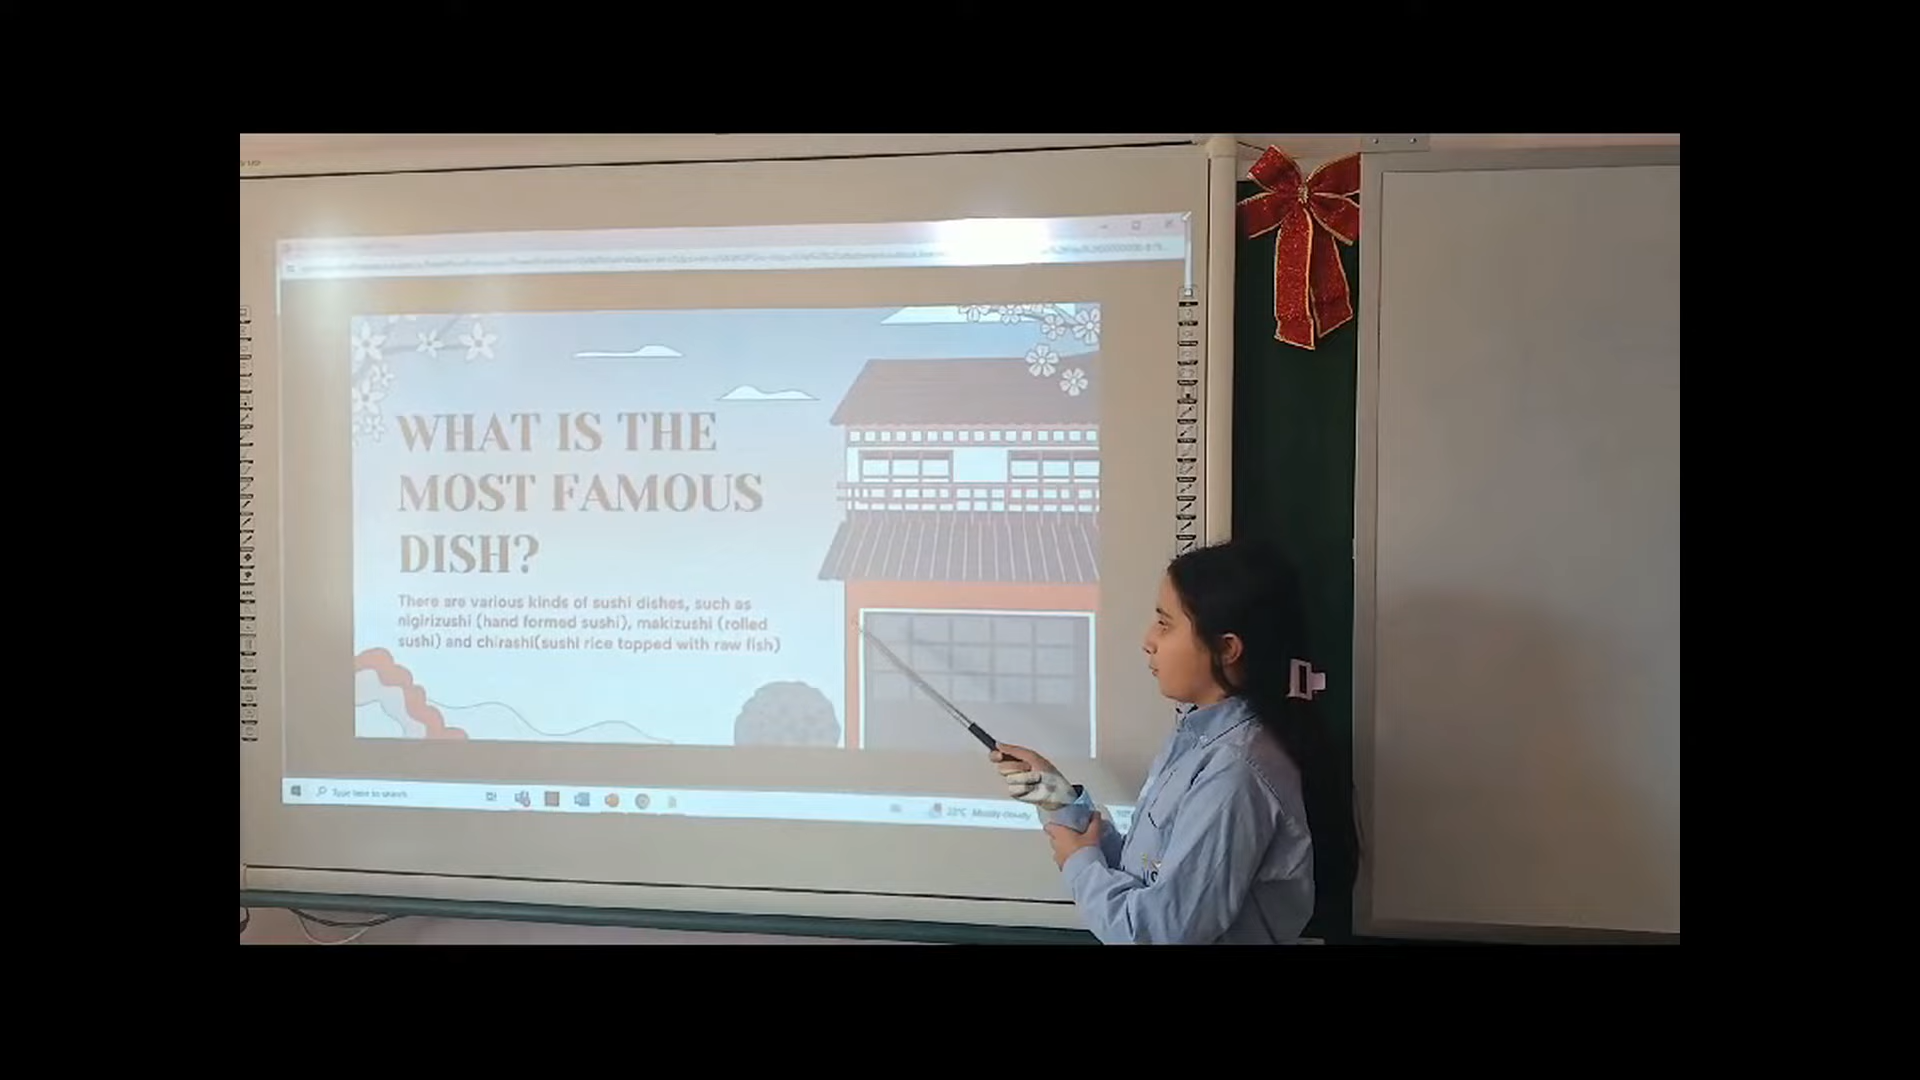 WHAT IS THE
MOST FAMOUS
DISH?
There are various kinds of sushi dishes, such as
nigirizushi (hand formed sushi), makizushi (rolled
sushi) and chirashi(sushi rice topped with raw fish)
Type here to search
22°C Mostly cloudy